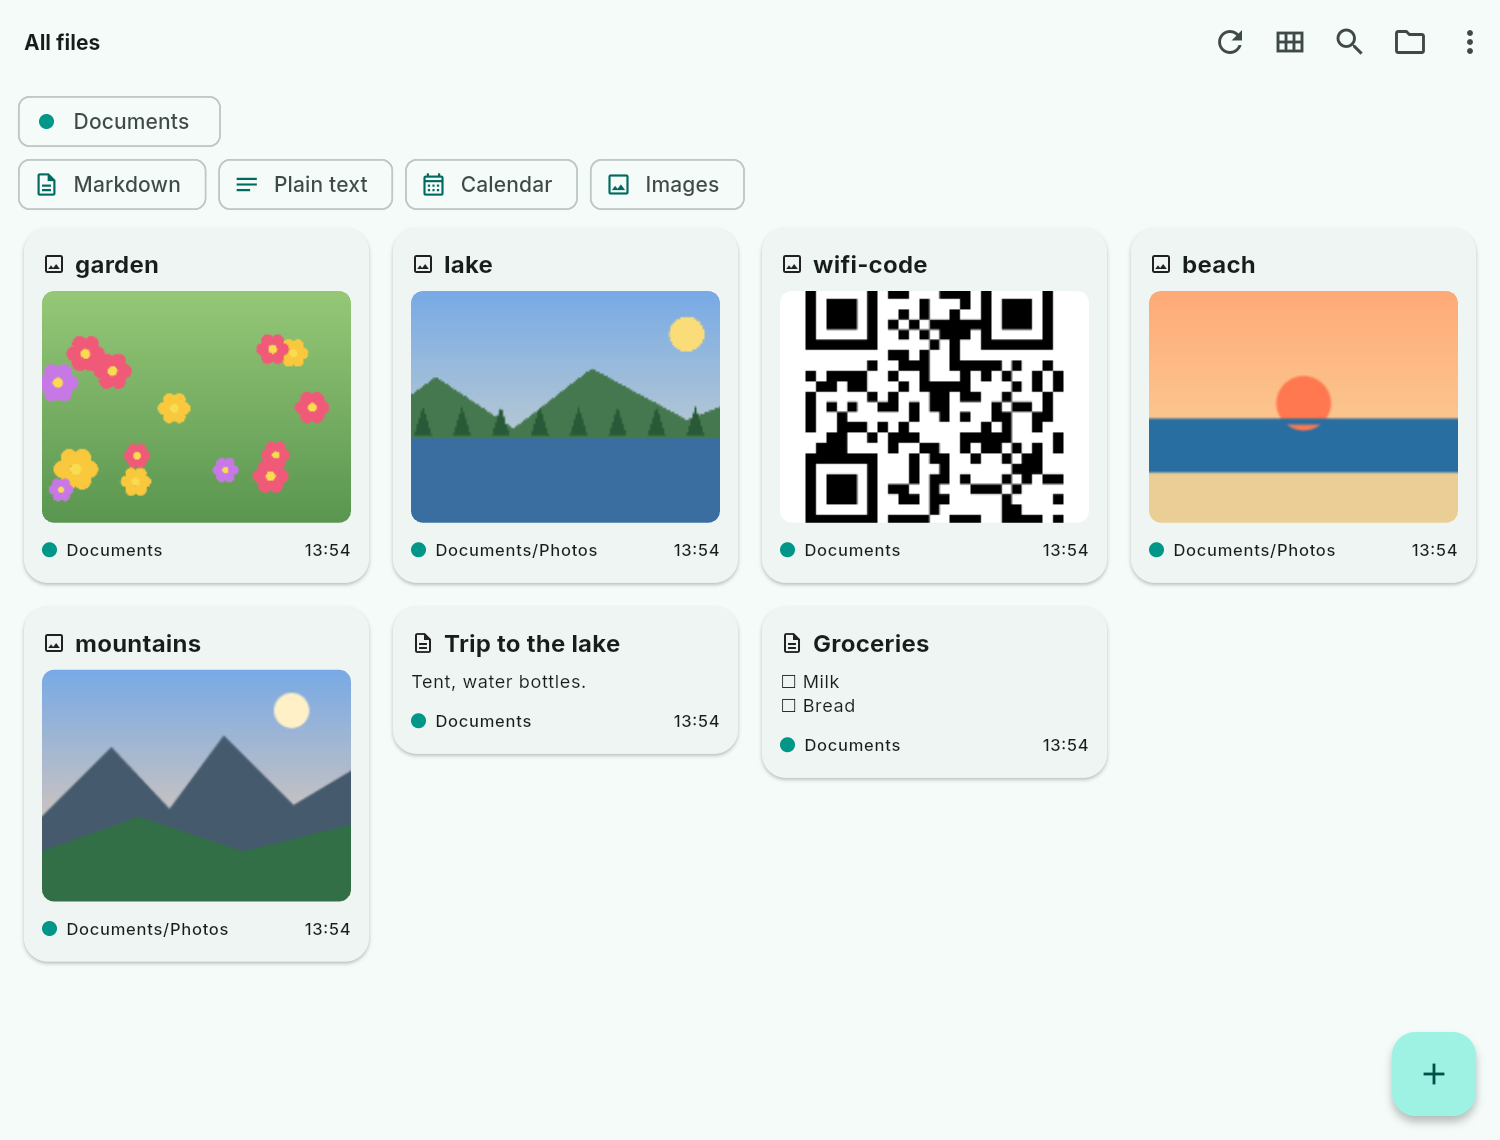 All files
Documents
Markdown
Plain text
Calendar
Images
garden
Documents 13:54
lake
Documents/Photos 13:54
wifi-code
Documents 13:54
beach
Documents/Photos 13:54
mountains
Documents/Photos 13:54
Trip to the lake
Tent, water bottles.
Documents 13:54
Groceries
☐ Milk
☐ Bread
Documents 13:54